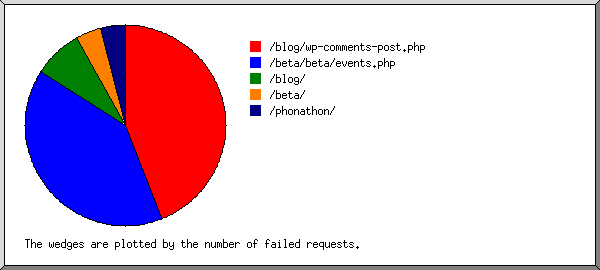 /blog/wp-comments-post.php
/beta/beta/events.php
/blog/
/beta/
/phonathon/
The wedges are plotted by the number of failed requests.